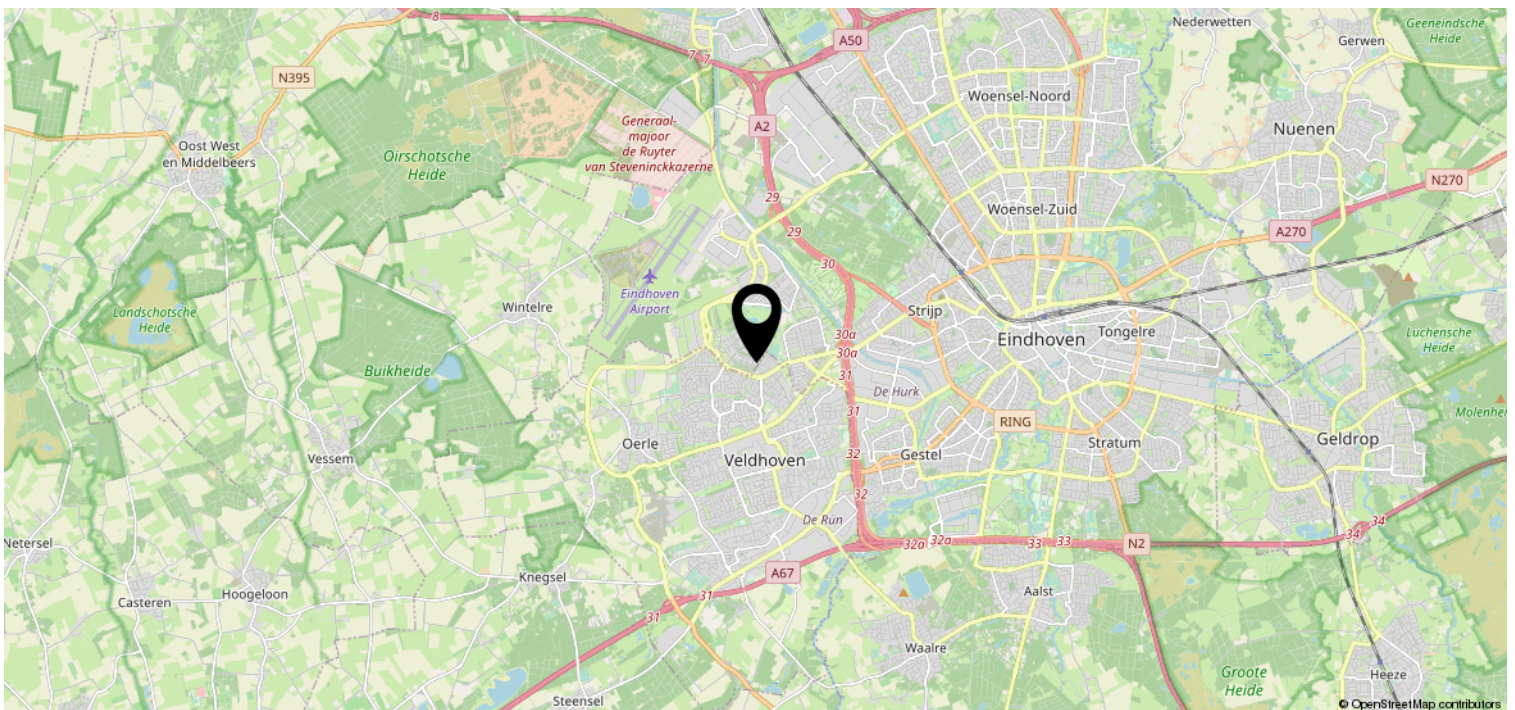 8
Nederwetten
Geeneindsche
Heide
Gerwen
A50
7 7
N395
Woensel-Noord
A2
Generaal-
majoor
de Ruyter
van Steveninckkazerne
Nuenen
Oost West
en Middelbeers
Oirschotsche
Heide
N270
29
Woensel-Zuid
29
A270
30
Eindhoven
Airport
Wintelre
Landschotsche
Heide
Strijp
Tongelre
Eindhoven
30a
30a
Luchensche
Heide
Buikheide
31
De Hurk
31
Molenhei
RING
Oerle
Stratum
Geldrop
Vessem
Veldhoven
32
Gestel
32
De Run
34
34
Netersel
32a
32a
33
33
N2
A67
Knegsel
Hoogeloon
Casteren
31
31
Aalst
Waalre
Groote
Heide
Heeze
Steensel
© OpenStreetMap contributors